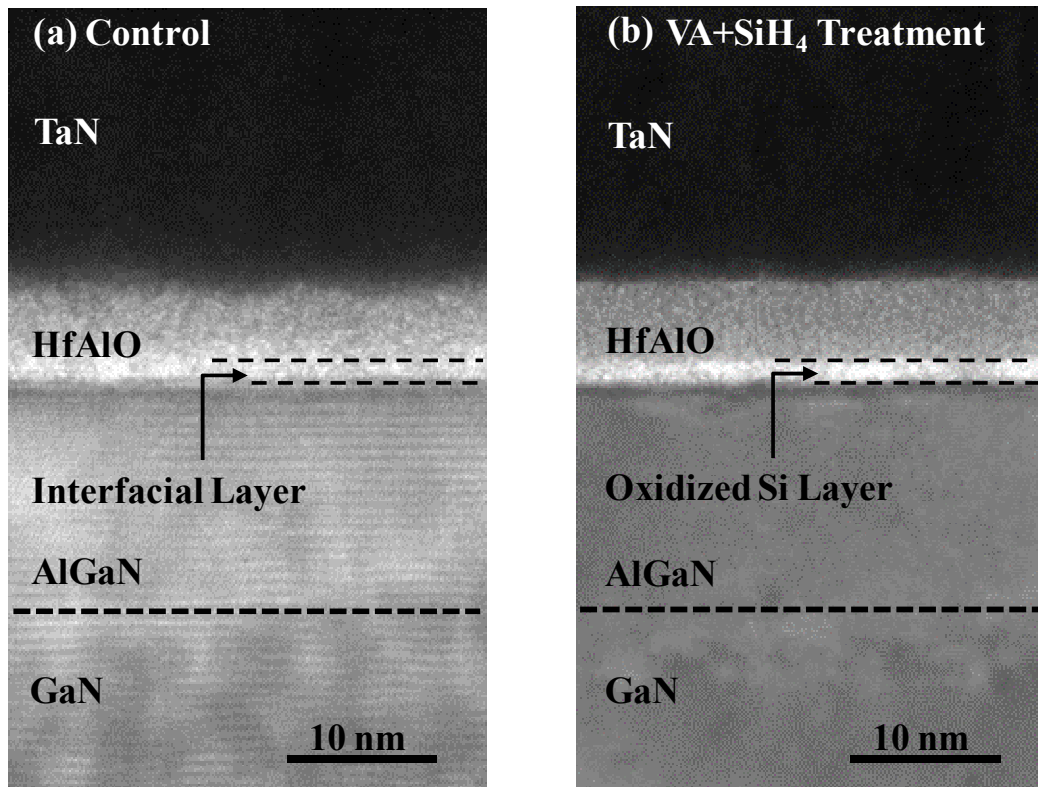 (a) Control
TaN
HfAlO
Interfacial Layer
AlGaN
GaN
10 nm
(b) VA+SiH₄ Treatment
TaN
HfAlO
Oxidized Si Layer
AlGaN
GaN
10 nm